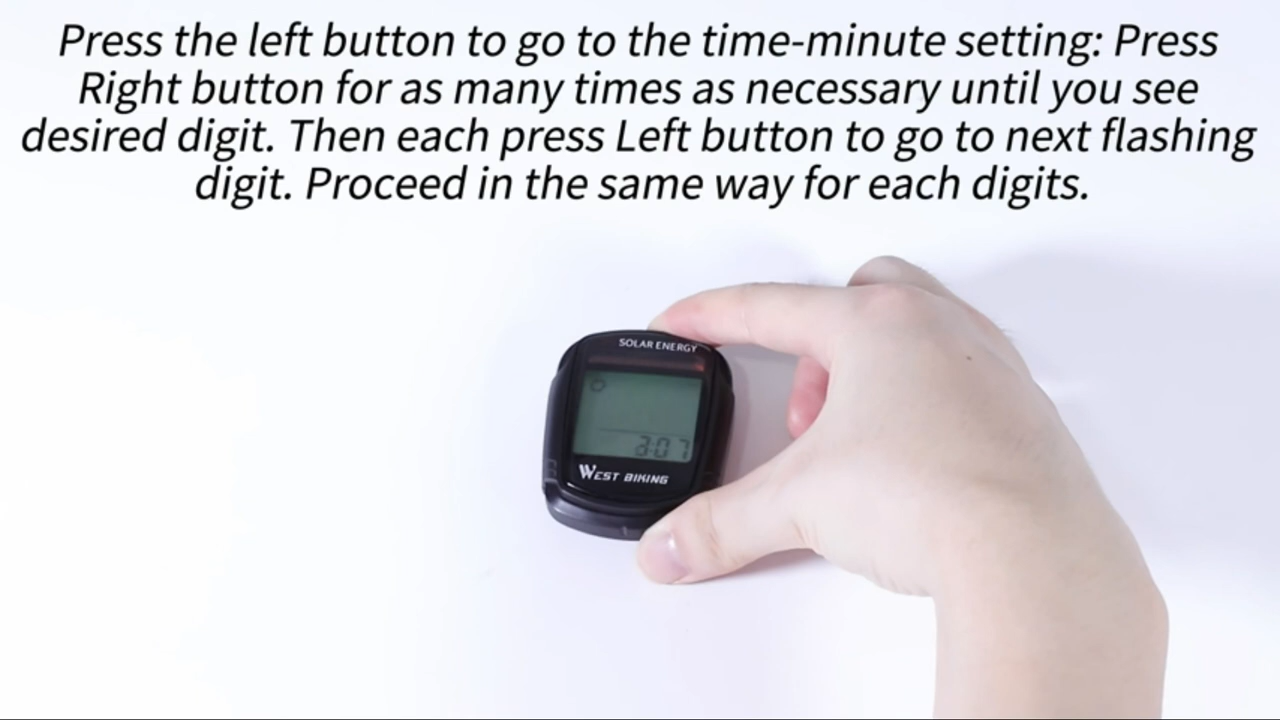 Press the left button to go to the time-minute setting: Press
Right button for as many times as necessary until you see
desired digit. Then each press Left button to go to next flashing
digit. Proceed in the same way for each digits.
SOLAR ENERGY
3:07
WEST BIKING